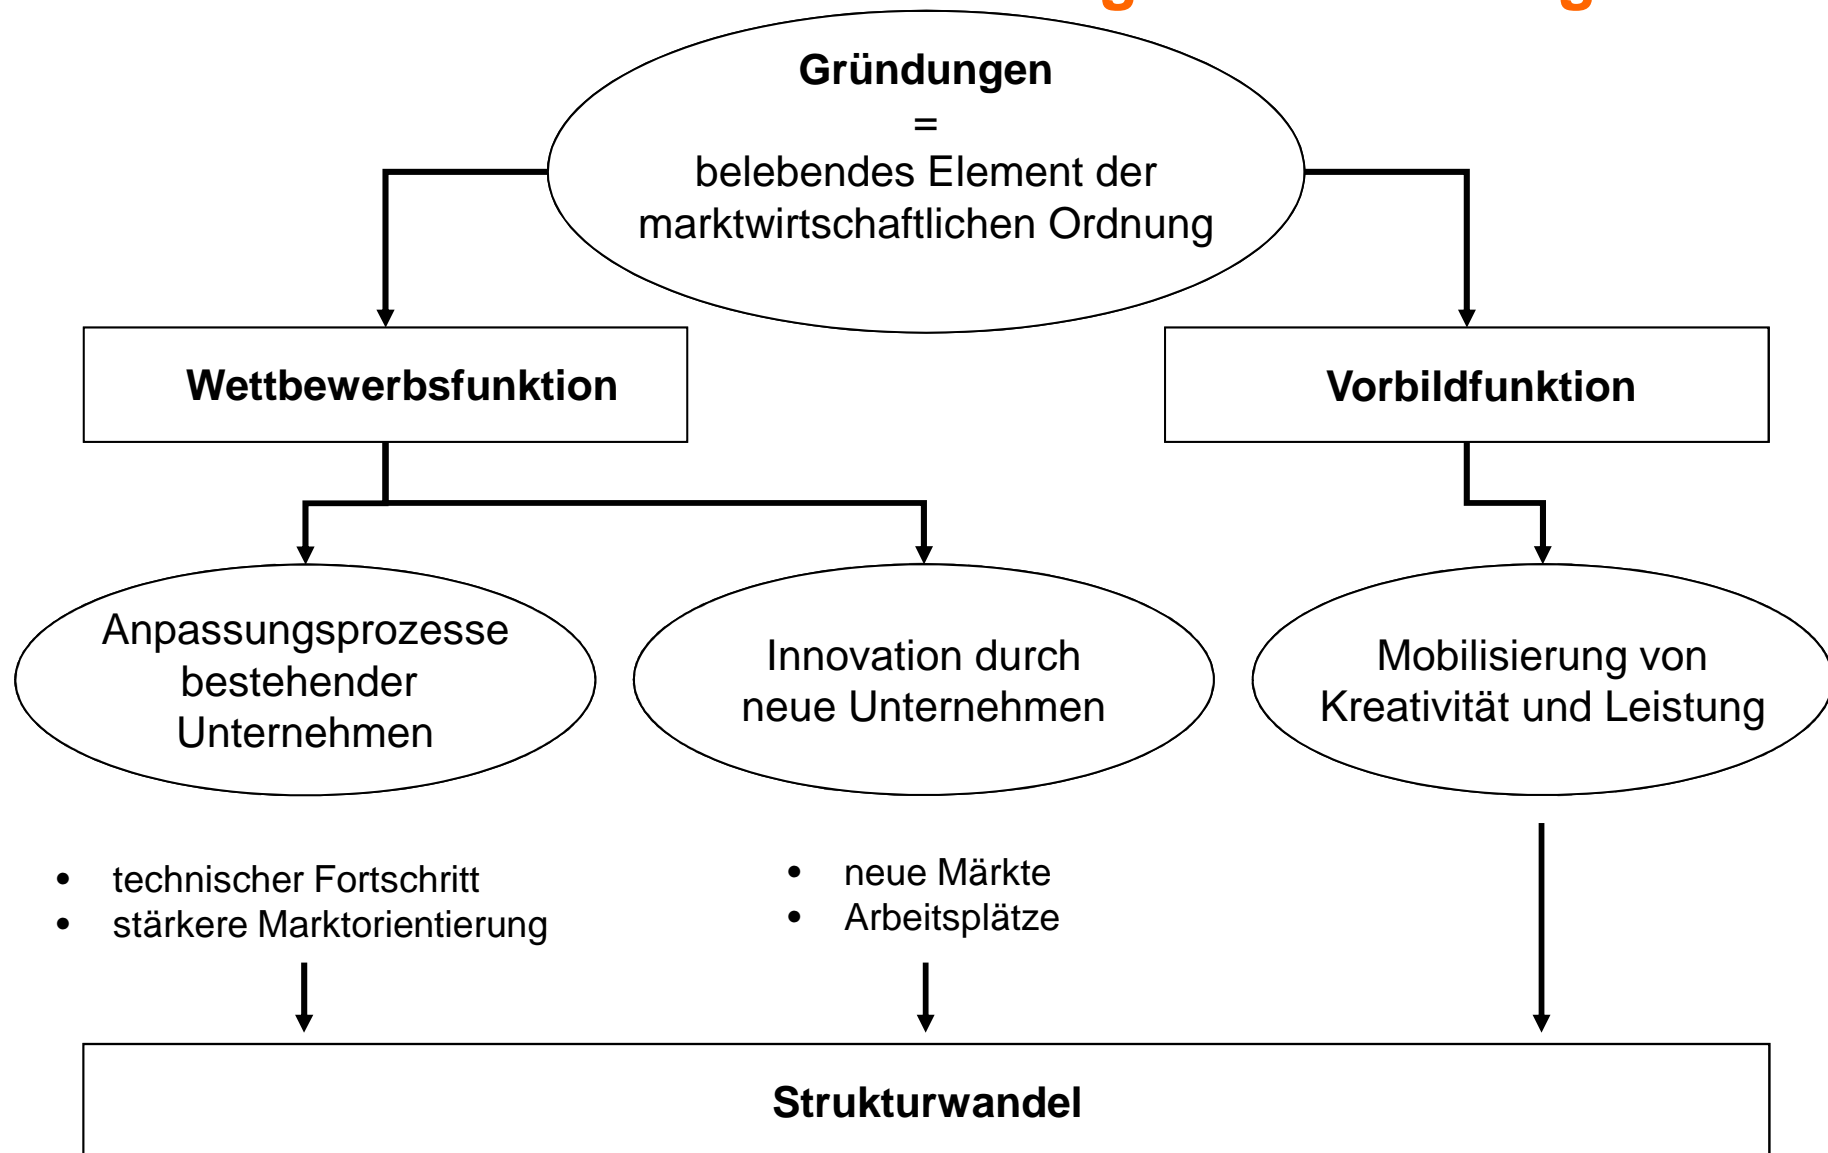 Gründungen
=
belebendes Element der
marktwirtschaftlichen Ordnung
Wettbewerbsfunktion
Vorbildfunktion
Anpassungsprozesse
bestehender
Unternehmen
Innovation durch
neue Unternehmen
Mobilisierung von
Kreativität und Leistung
• technischer Fortschritt
• stärkere Marktorientierung
• neue Märkte
• Arbeitsplätze
Strukturwandel